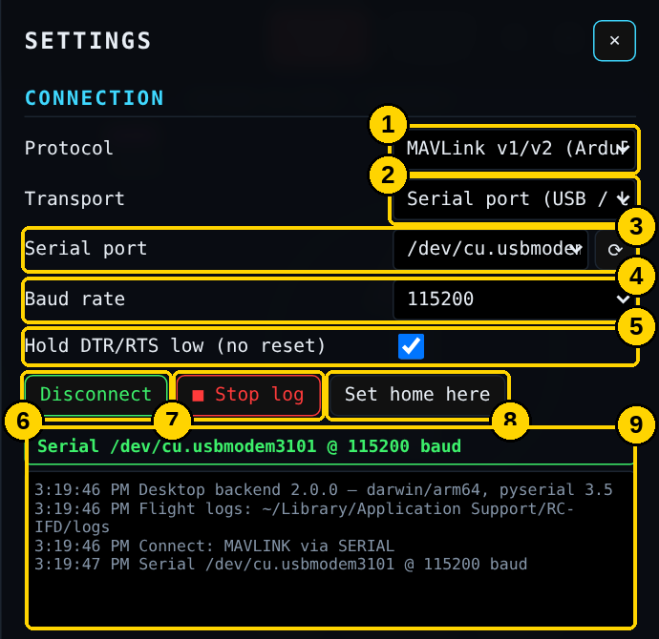 SETTINGS
×
CONNECTION
1
Protocol MAVLink v1/v2 (Ardu
2
Transport Serial port (USB /
3
Serial port /dev/cu.usbmodem ⟳
4
Baud rate 115200
5
Hold DTR/RTS low (no reset)
Disconnect ■ Stop log Set home here
6 7 8 9
Serial /dev/cu.usbmodem3101 @ 115200 baud
3:19:46 PM Desktop backend 2.0.0 — darwin/arm64, pyserial 3.5
3:19:46 PM Flight logs: ~/Library/Application Support/RC-
IFD/logs
3:19:46 PM Connect: MAVLINK via SERIAL
3:19:47 PM Serial /dev/cu.usbmodem3101 @ 115200 baud